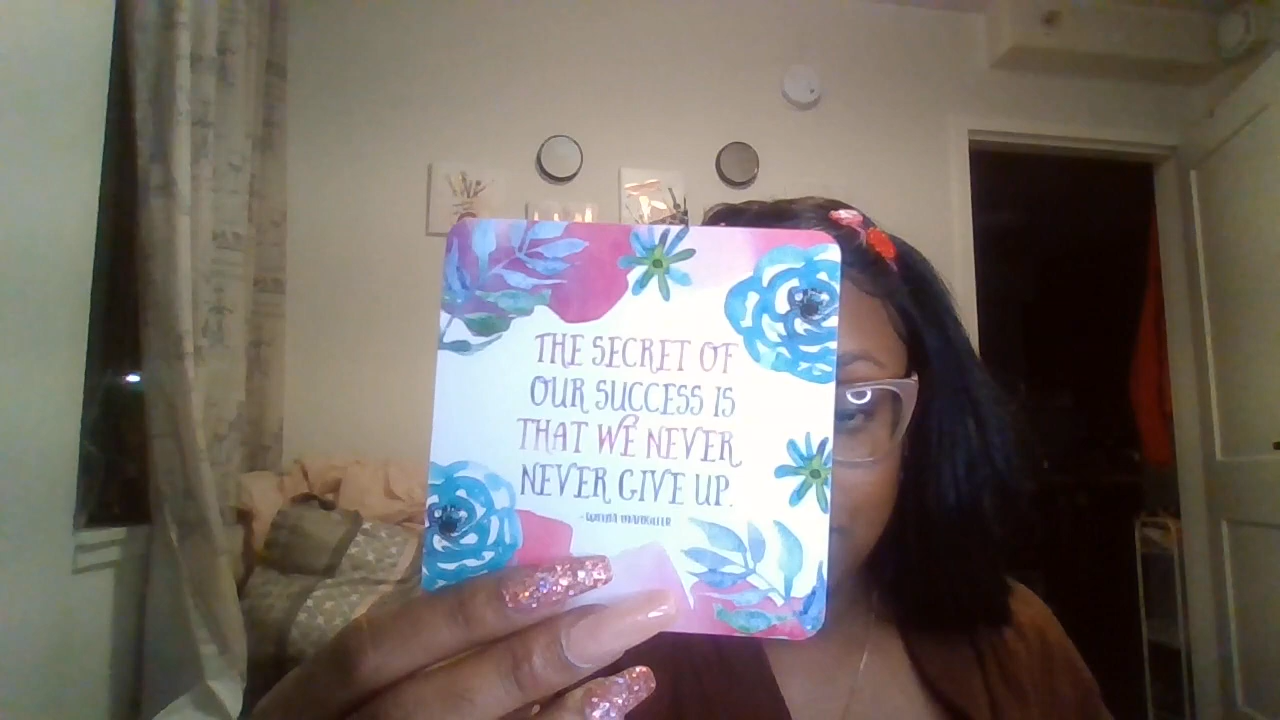 THE SECRET OF
OUR SUCCESS IS
THAT WE NEVER,
NEVER GIVE UP.